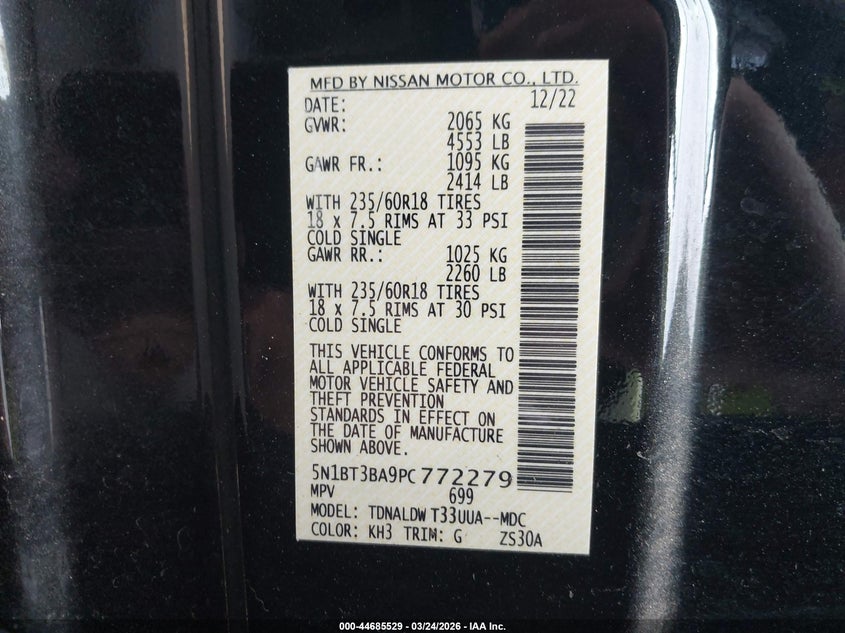 MFD BY NISSAN MOTOR CO., LTD.
DATE: 12/22
GVWR: 2065 KG
4553 LB
GAWR FR.: 1095 KG
2414 LB
WITH 235/60R18 TIRES
18 x 7.5 RIMS AT 33 PSI
COLD SINGLE
GAWR RR.: 1025 KG
2260 LB
WITH 235/60R18 TIRES
18 x 7.5 RIMS AT 30 PSI
COLD SINGLE
THIS VEHICLE CONFORMS TO
ALL APPLICABLE FEDERAL
MOTOR VEHICLE SAFETY AND
THEFT PREVENTION
STANDARDS IN EFFECT ON
THE DATE OF MANUFACTURE
SHOWN ABOVE.
5N1BT3BA9PC772279
MPV 699
MODEL: TDNALDW T33UUA--MDC
COLOR: KH3 TRIM: G ZS30A
000-44685529 - 03/24/2026 - IAA Inc.